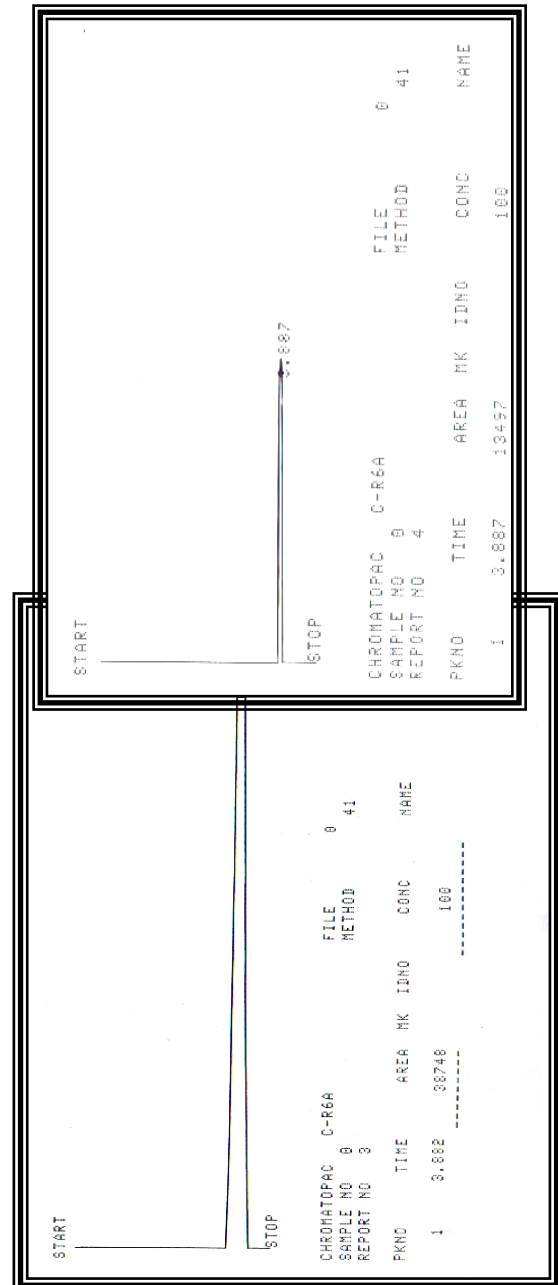 START
3.887
STOP
CHROMATOPAC C-R6A FILE 0
SAMPLE NO 0 METHOD 41
REPORT NO 4
PKNO TIME AREA MK IDNO CONC NAME
1 3.887 13497 100
START
STOP
CHROMATOPAC C-R6A FILE 0
SAMPLE NO 0 METHOD 41
REPORT NO 3
PKNO TIME AREA MK IDNO CONC NAME
1 3.882 38748 100